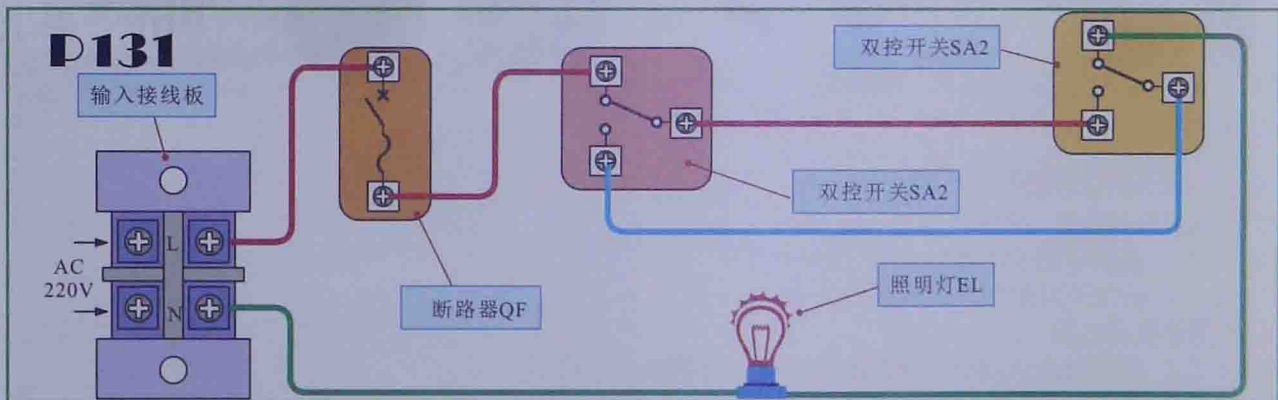 P131
输入接线板
双控开关SA2
双控开关SA2
L
AC
220V
N
断路器QF
照明灯EL